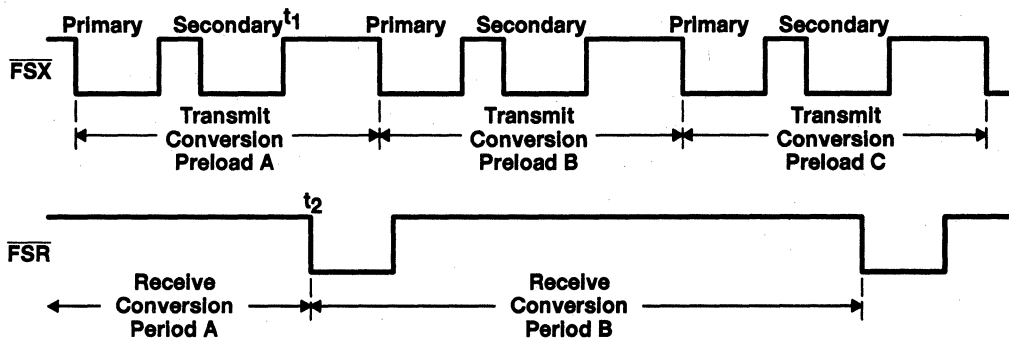 Primary Secondary t1 Primary Secondary Primary Secondary
FSX
Transmit
Conversion
Preload A
Transmit
Conversion
Preload B
Transmit
Conversion
Preload C
t2
FSR
Receive
Conversion
Period A
Receive
Conversion
Period B